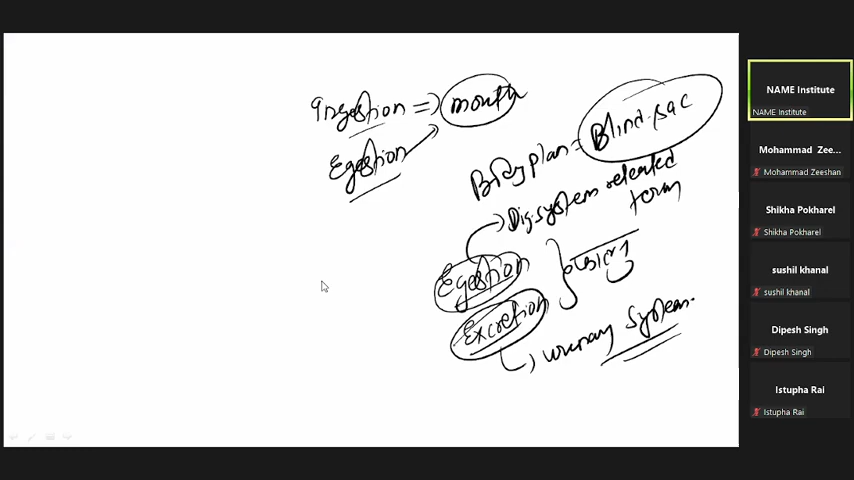 Ingestion => mouth
Egestion
Body plan = Blind-sac
Dig. system related
term
Egestion
Excretion
urinary system.
NAME Institute
NAME Institute
Mohammad Zee...
Mohammad Zeeshan
Shikha Pokharel
Shikha Pokharel
sushil khanal
sushil khanal
Dipesh Singh
Dipesh Singh
Istupha Rai
Istupha Rai